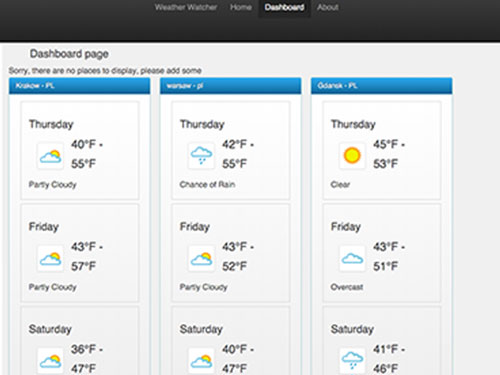 Weather Watcher Home Dashboard About
Dashboard page
Sorry, there are no places to display, please add some
Krakow - PL
Thursday
40°F -
55°F
Partly Cloudy
Friday
43°F -
57°F
Partly Cloudy
Saturday
36°F -
47°F
warsaw - pl
Thursday
42°F -
55°F
Chance of Rain
Friday
43°F -
52°F
Partly Cloudy
Saturday
40°F -
47°F
Gdansk - PL
Thursday
45°F -
53°F
Clear
Friday
43°F -
51°F
Overcast
Saturday
41°F -
46°F